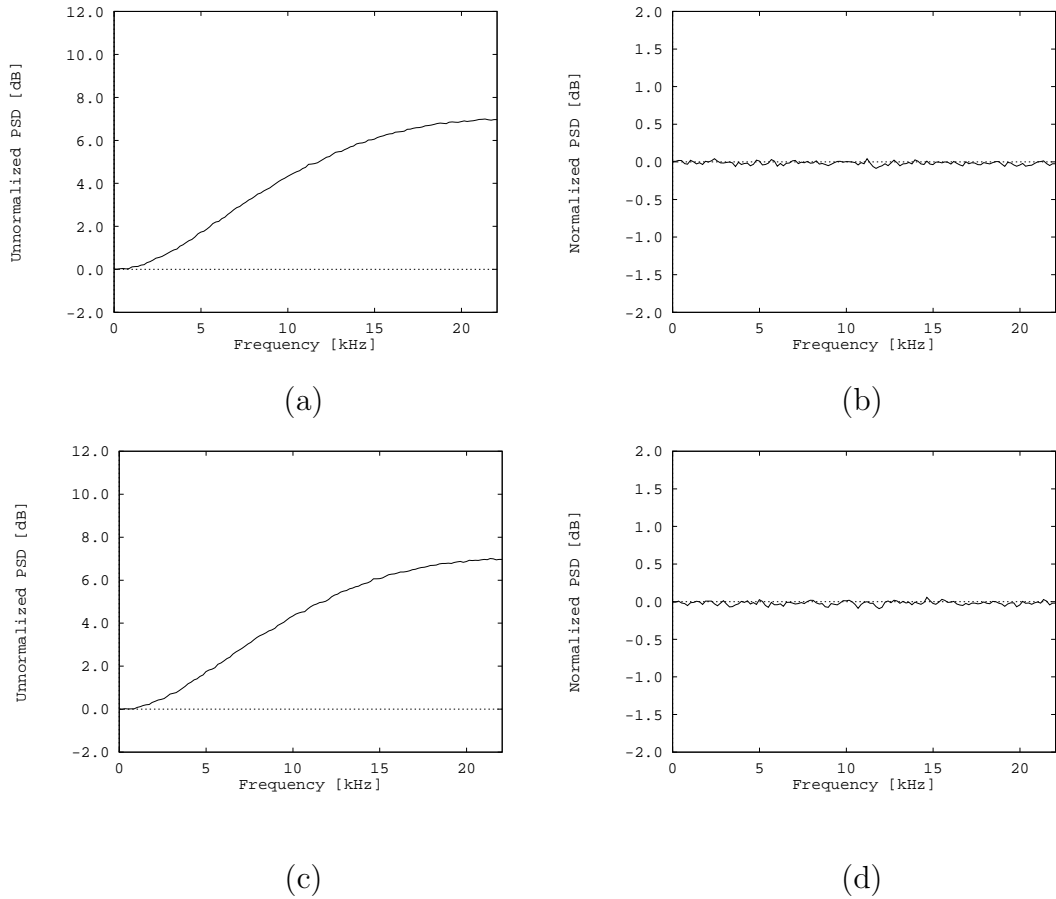 Unnormalized PSD [dB]
12.0
10.0
8.0
6.0
4.0
2.0
0.0
-2.0
0 5 10 15 20
Frequency [kHz]
(a)
Normalized PSD [dB]
2.0
1.5
1.0
0.5
0.0
-0.5
-1.0
-1.5
-2.0
0 5 10 15 20
Frequency [kHz]
(b)
Unnormalized PSD [dB]
12.0
10.0
8.0
6.0
4.0
2.0
0.0
-2.0
0 5 10 15 20
Frequency [kHz]
(c)
Normalized PSD [dB]
2.0
1.5
1.0
0.5
0.0
-0.5
-1.0
-1.5
-2.0
0 5 10 15 20
Frequency [kHz]
(d)